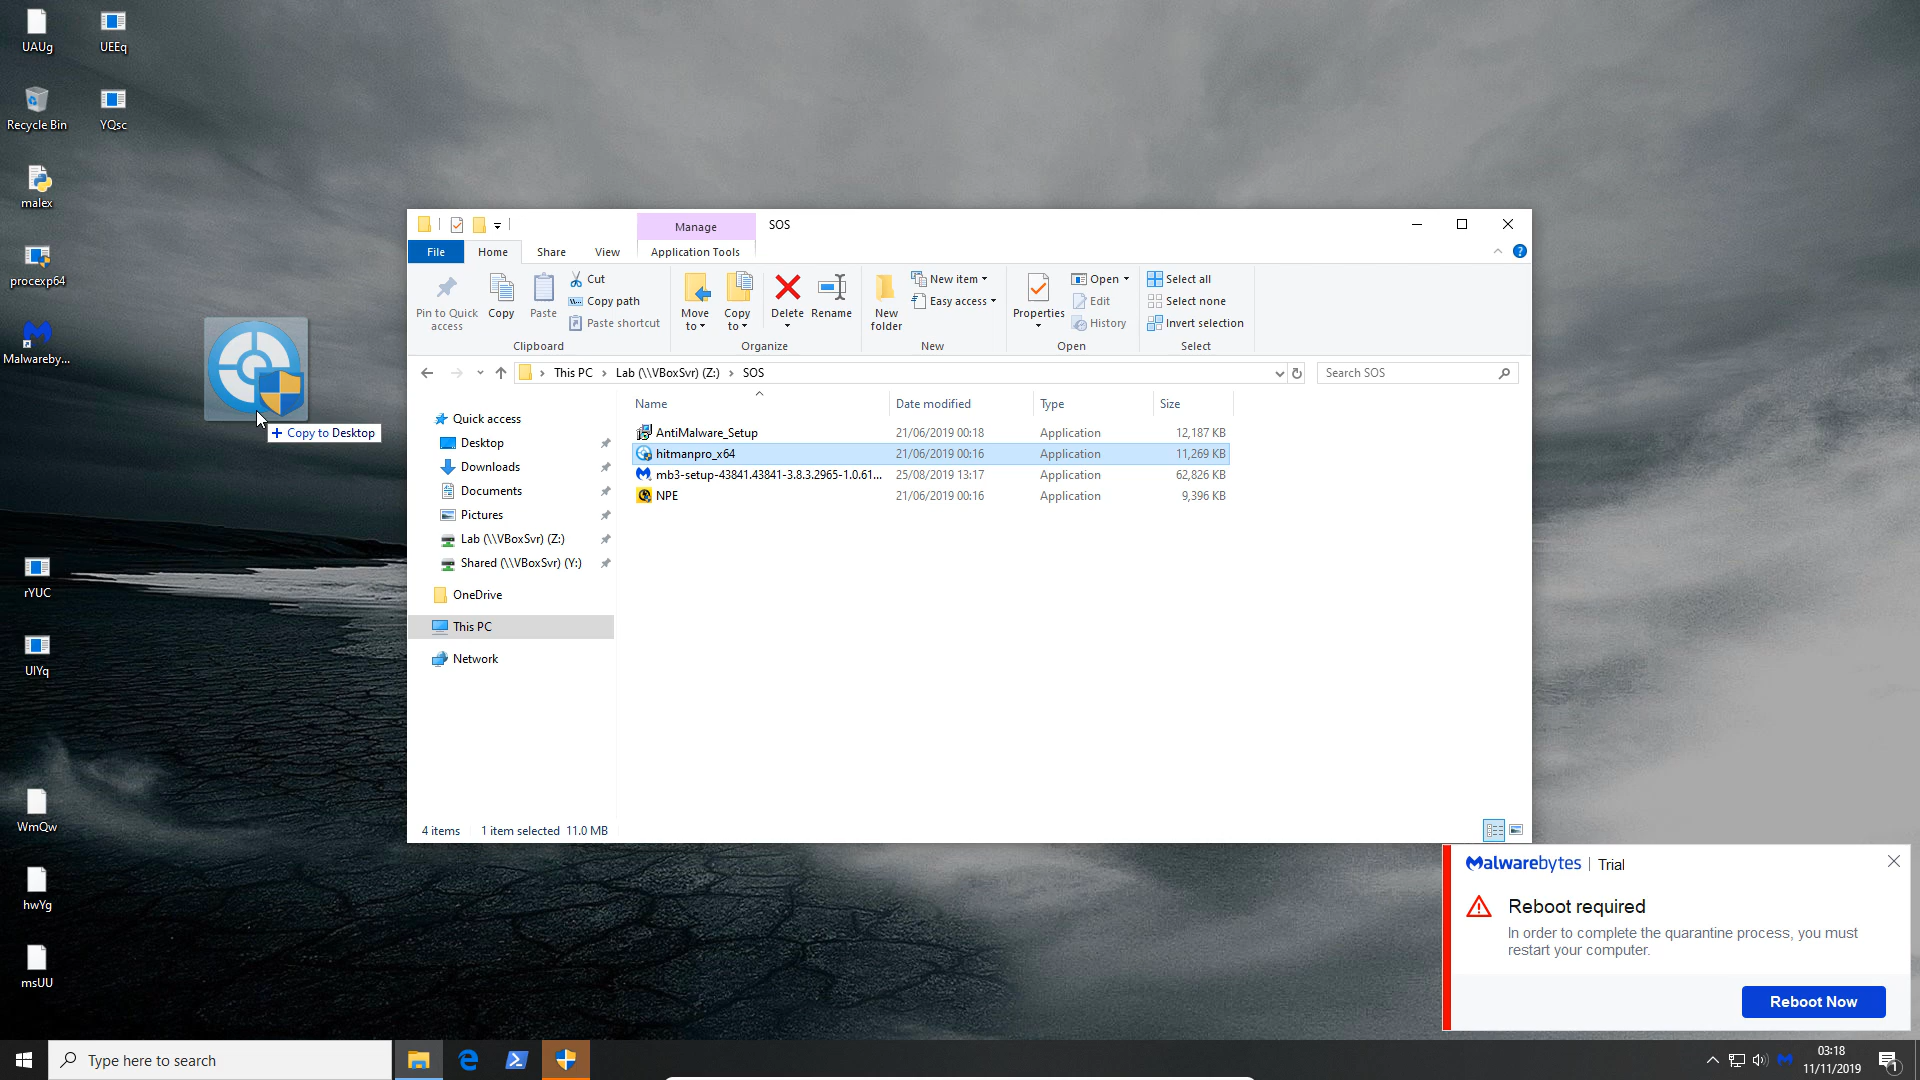 UAUg
UEEq
Recycle Bin
YQsc
malex
procexp64
Malwareby...
rYUC
UlYq
WmQw
hwYg
msUU
Copy to Desktop
Manage
SOS
File
Home
Share
View
Application Tools
Pin to Quick
access
Copy
Paste
Cut
Copy path
Paste shortcut
Clipboard
Move
to
Copy
to
Delete
Rename
Organize
New
folder
New item
Easy access
New
Properties
Open
Edit
History
Open
Select all
Select none
Invert selection
Select
This PC › Lab (\\VBoxSvr) (Z:) › SOS
Search SOS
Quick access
Desktop
Downloads
Documents
Pictures
Lab (\\VBoxSvr) (Z:)
Shared (\\VBoxSvr) (Y:)
OneDrive
This PC
Network
Name Date modified Type Size
AntiMalware_Setup 21/06/2019 00:18 Application 12,187 KB
hitmanpro_x64 21/06/2019 00:16 Application 11,269 KB
mb3-setup-43841.43841-3.8.3.2965-1.0.61... 25/08/2019 13:17 Application 62,826 KB
NPE 21/06/2019 00:16 Application 9,396 KB
4 items 1 item selected 11.0 MB
Malwarebytes | Trial
Reboot required
In order to complete the quarantine process, you must
restart your computer.
Reboot Now
Type here to search
03:18
11/11/2019
1